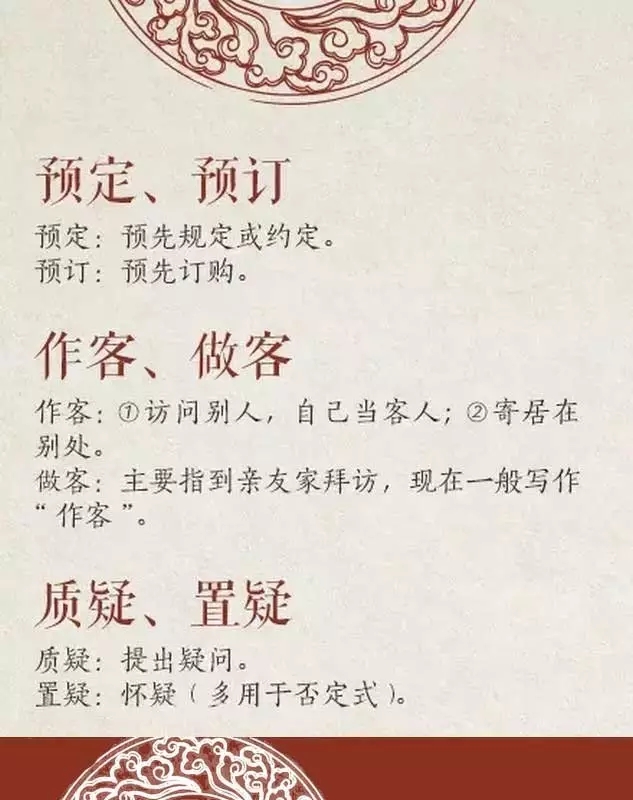 预定、预订
预定：预先规定或约定。
预订：预先订购。
作客、做客
作客：①访问别人，自己当客人；②寄居在
别处。
做客：主要指到亲友家拜访，现在一般写作
“作客”。
质疑、置疑
质疑：提出疑问。
置疑：怀疑（多用于否定式）。